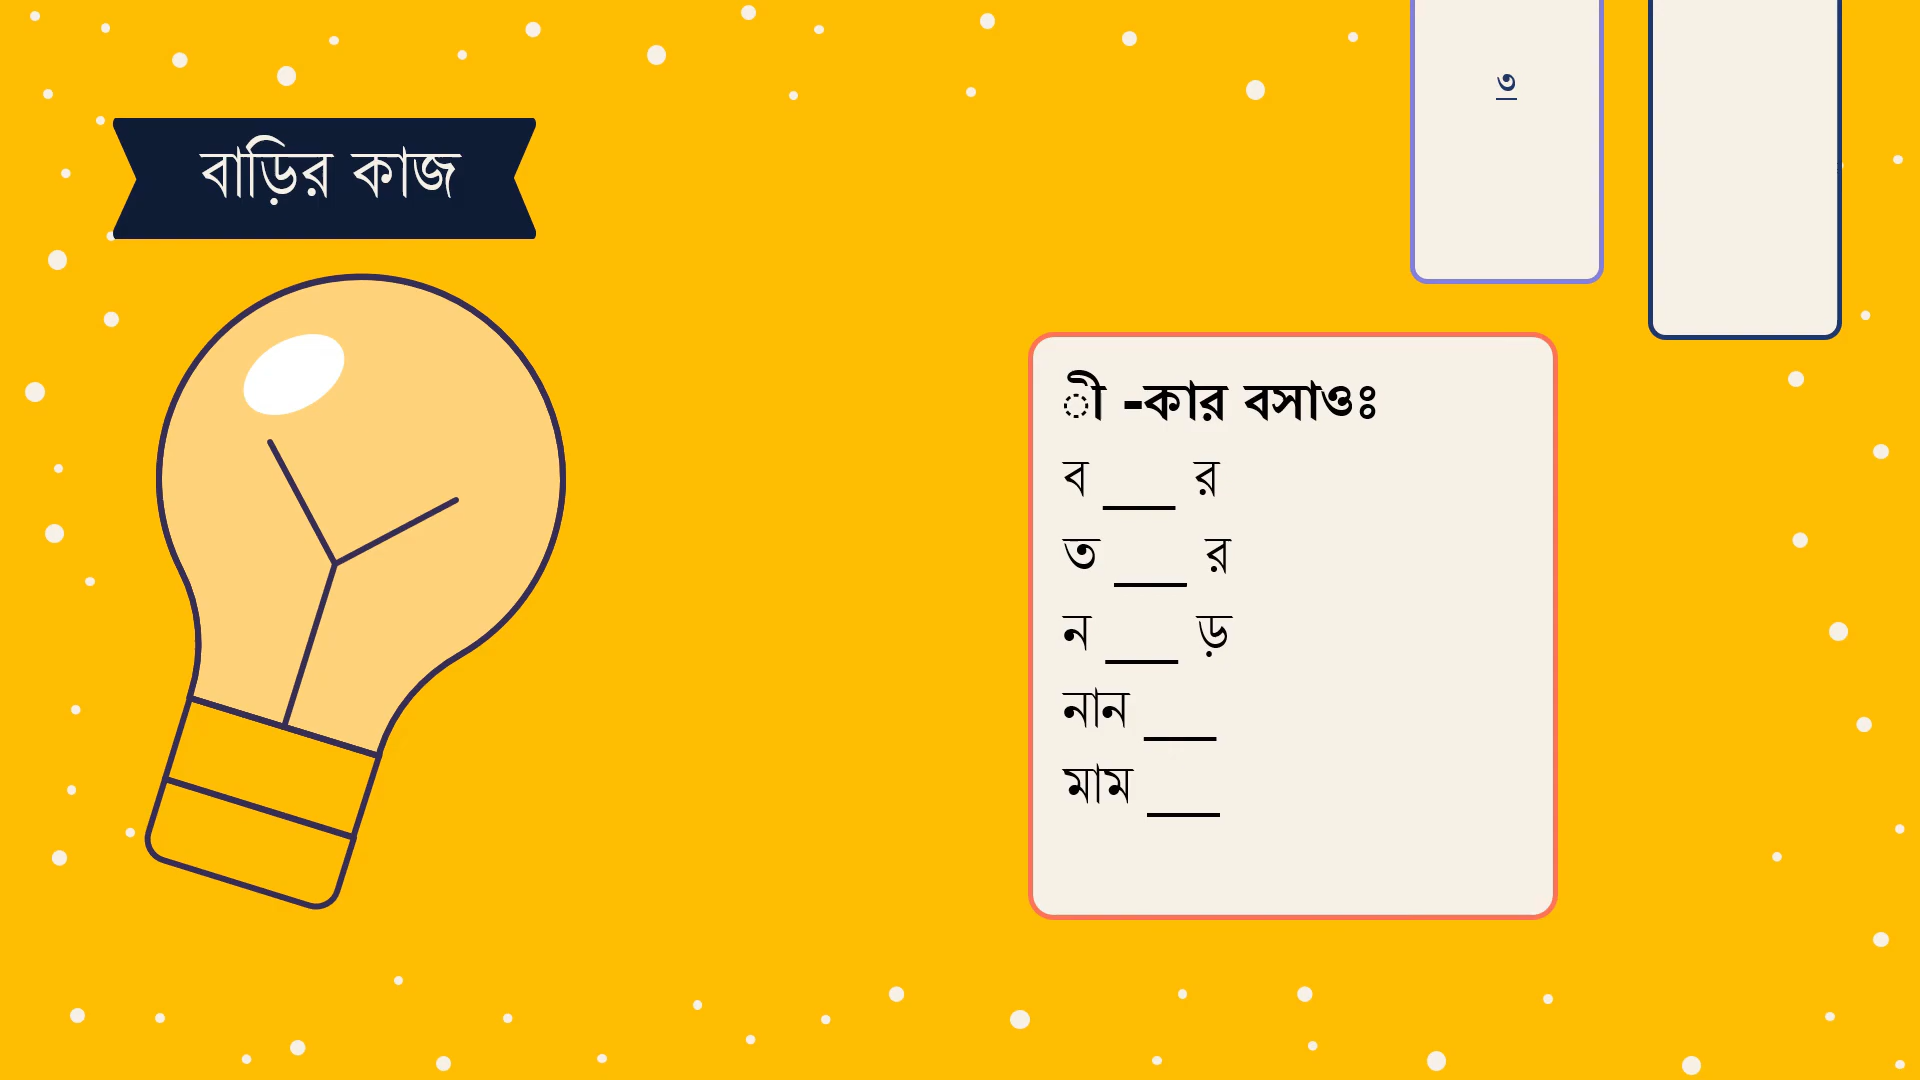 ৩
বাড়ির কাজ
ী -কার বসাওঃ
ব ___ র
ত ___ র
ন ___ ড়
নান ___
মাম ___